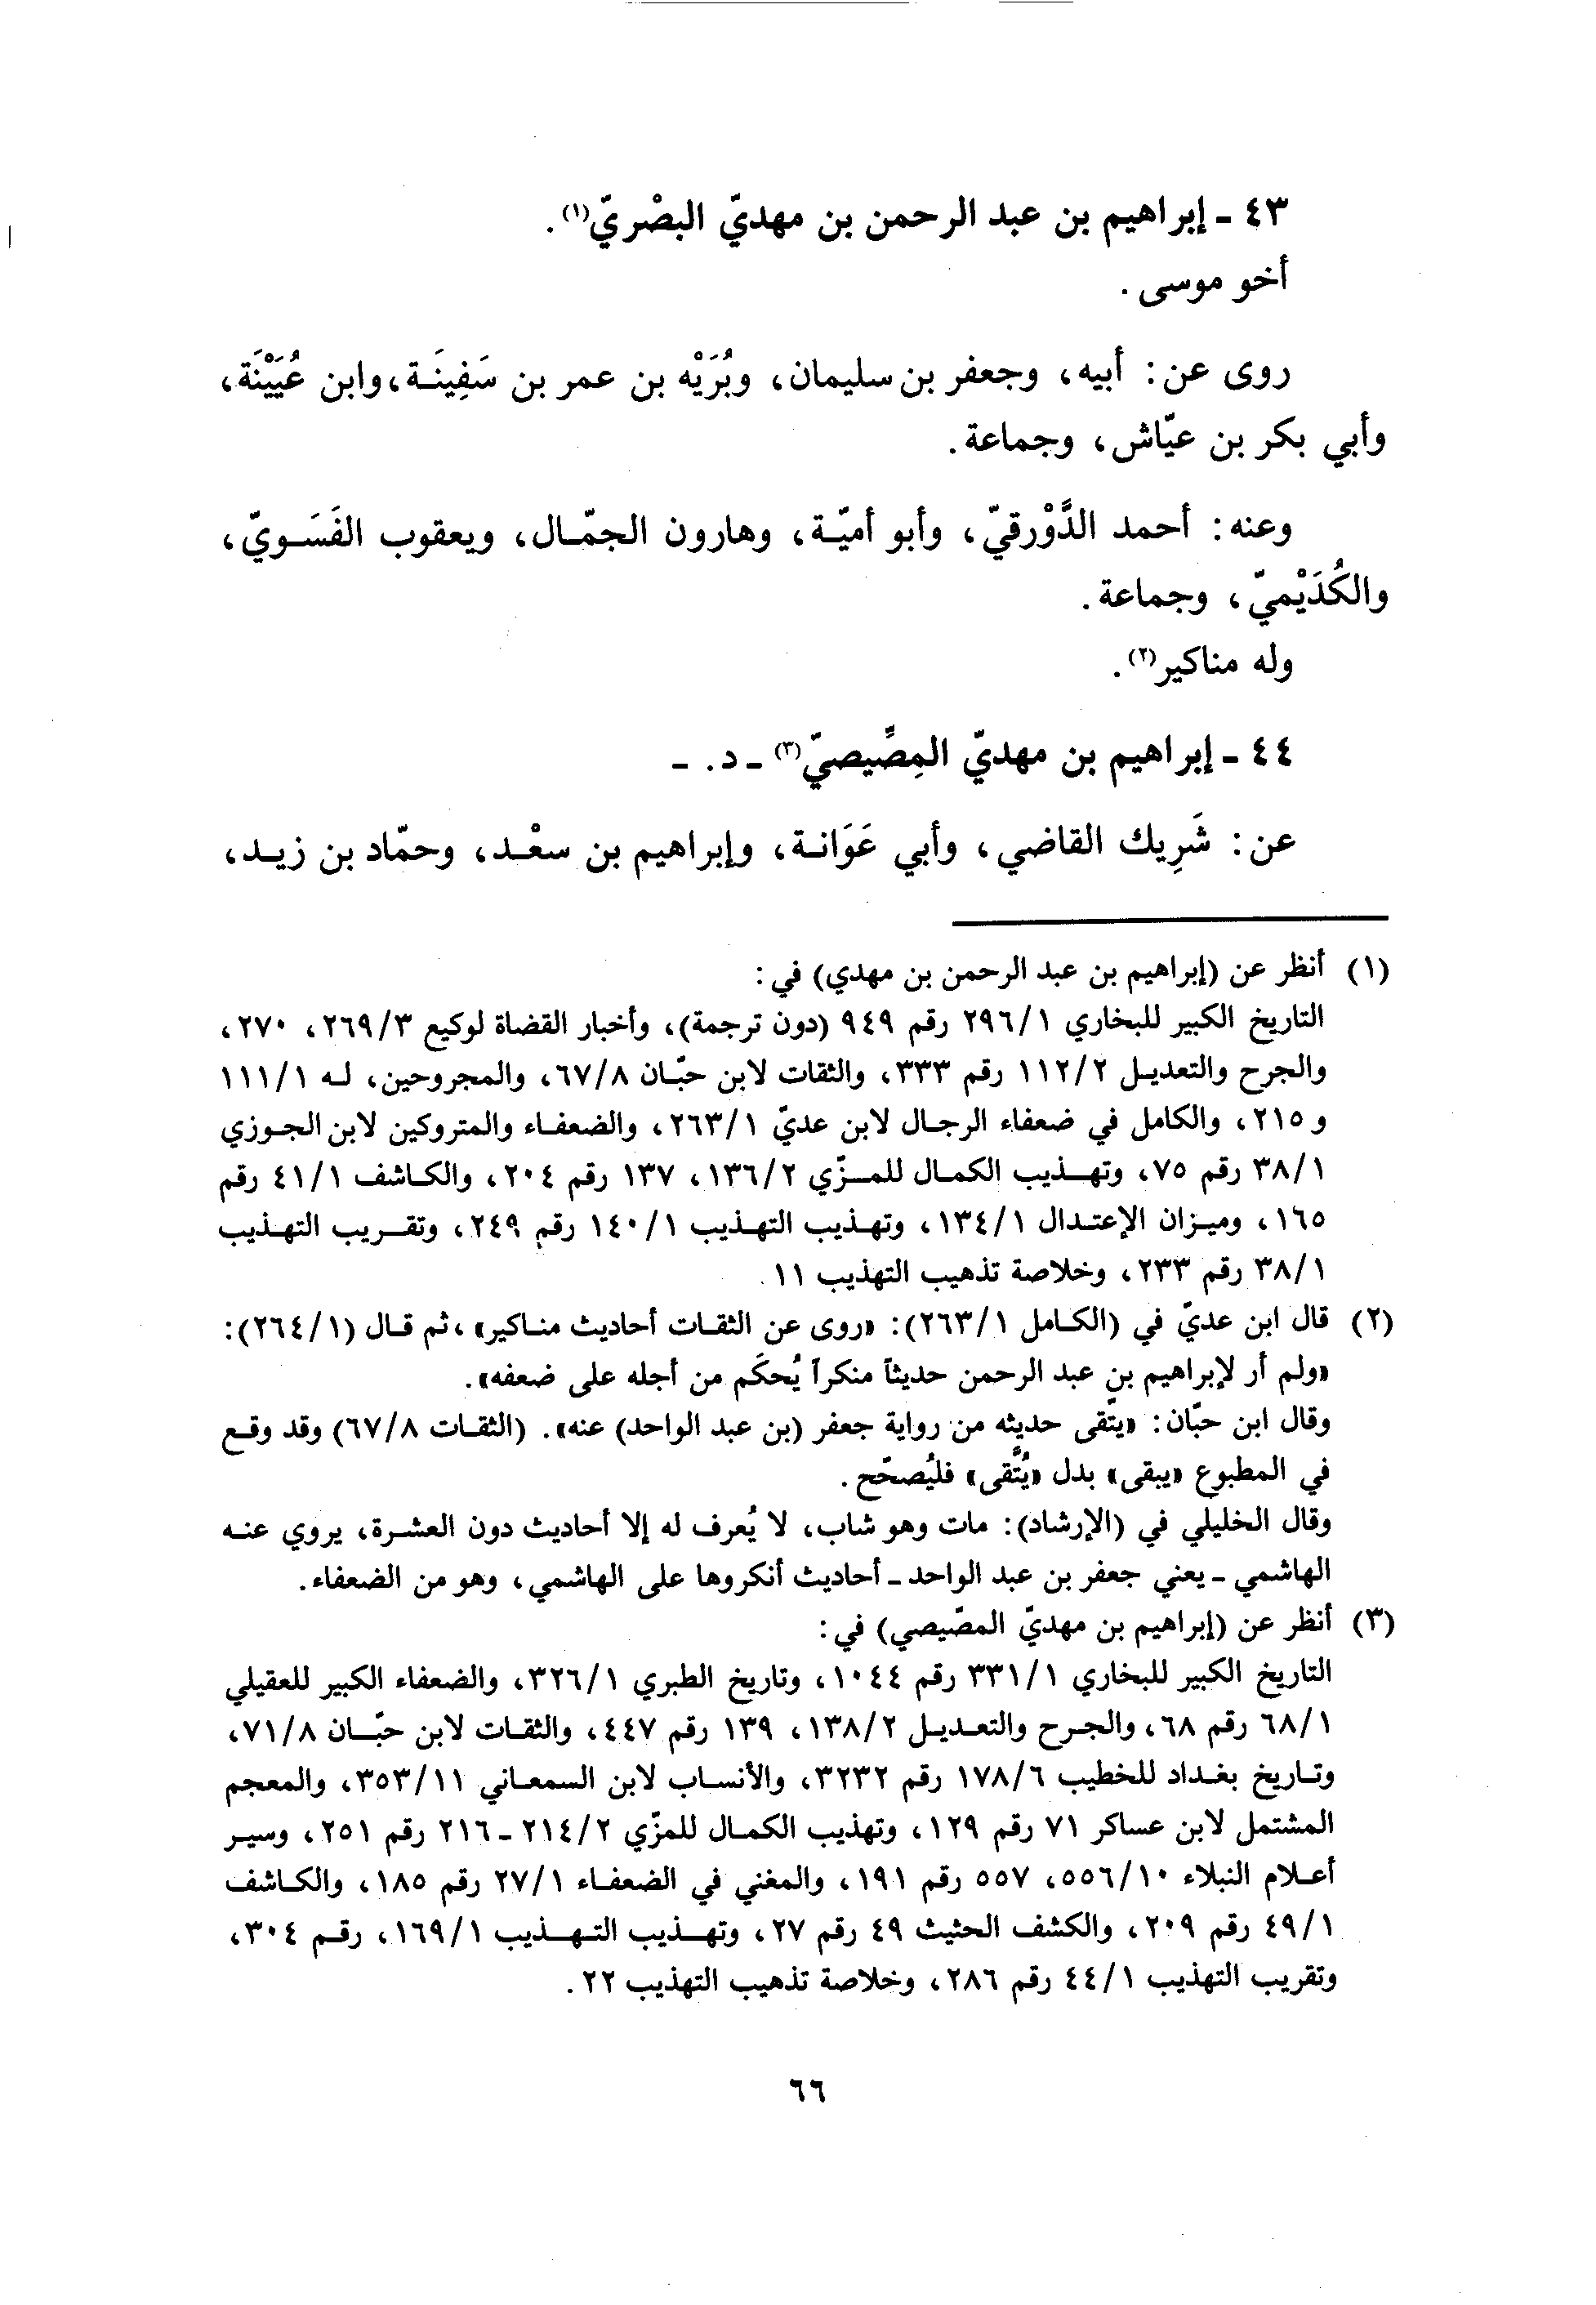 ٤٣ ـ إبراهيم بن عبد الرحمن بن مهديّ البصْريّ(١).
أخو موسى.
روى عن: أبيه، وجعفر بن سليمان، وبُرَيْه بن عمر بن سَفِينَـة، وابن عُيَيْنَة،
وأبي بكر بن عيّاش، وجماعة.
وعنه: أحمد الدَّوْرقيّ، وأبو أميّـة، وهارون الجمّـال، ويعقوب الفَسَـويّ،
والكُدَيْميّ، وجماعة.
وله مناكير(٢).
٤٤ ـ إبراهيم بن مهديّ المِصِّيصيّ(٣) ـ د. ـ
عن: شَرِيك القاضي، وأبي عَوَانـة، وإبراهيم بن سعْـد، وحمّاد بن زيـد،
(١) أنظر عن (إبراهيم بن عبد الرحمن بن مهدي) في:
التاريخ الكبير للبخاري ٢٩٦/١ رقم ٩٤٩ (دون ترجمة)، وأخبار القضاة لوكيع ٢٦٩/٣، ٢٧٠،
والجرح والتعديـل ١١٢/٢ رقم ٣٣٣، والثقات لابن حبّـان ٦٧/٨، والمجروحين، لـه ١١١/١
و ٢١٥، والكامل في ضعفاء الرجـال لابن عديّ ٢٦٣/١، والضعفـاء والمتروكين لابن الجـوزي
٣٨/١ رقم ٧٥، وتهـذيب الكمـال للمـزّي ١٣٦/٢، ١٣٧ رقم ٢٠٤، والكـاشف ٤١/١ رقم
١٦٥، وميـزان الإعتـدال ١٣٤/١، وتهـذيب التهـذيب ١٤٠/١ رقم ٢٤٩، وتقـريب التهـذيب
٣٨/١ رقم ٢٣٣، وخلاصة تذهيب التهذيب ١١.
(٢) قال ابن عديّ في (الكـامل ٢٦٣/١): «روى عن الثقـات أحاديث منـاكير»، ثم قـال (٢٦٤/١):
«ولم أر لإبراهيم بن عبد الرحمن حديثاً منكراً يُحكَم من أجله على ضعفه».
وقال ابن حبّان: «يتّقى حديثه من رواية جعفر (بن عبد الواحد) عنه». (الثقـات ٦٧/٨) وقد وقـع
في المطبوع «يبقى» بدل «يُتَّقى» فليُصحّح.
وقال الخليلي في (الإرشاد): مات وهو شاب، لا يُعرف له إلا أحاديث دون العشـرة، يروي عنـه
الهاشمي ـ يعني جعفر بن عبد الواحد ـ أحاديث أنكروها على الهاشمي، وهو من الضعفاء.
(٣) أنظر عن (إبراهيم بن مهديّ المصّيصي) في:
التاريخ الكبير للبخاري ٣٣١/١ رقم ١٠٤٤، وتاريخ الطبري ٣٢٦/١، والضعفاء الكبير للعقيلي
٦٨/١ رقم ٦٨، والجـرح والتعـديـل ١٣٨/٢، ١٣٩ رقم ٤٤٧، والثقـات لابن حبّـان ٧١/٨،
وتـاريخ بغـداد للخطيب ١٧٨/٦ رقم ٣٢٣٢، والأنسـاب لابن السمعـاني ٣٥٣/١١، والمعجم
المشتمل لابن عساكر ٧١ رقم ١٢٩، وتهذيب الكمـال للمزّي ٢١٤/٢ ـ ٢١٦ رقم ٢٥١، وسيـر
أعـلام النبلاء ٥٥٦/١٠، ٥٥٧ رقم ١٩١، والمغني في الضعفـاء ٢٧/١ رقم ١٨٥، والكـاشف
٤٩/١ رقم ٢٠٩، والكشف الحثيث ٤٩ رقم ٢٧، وتهـذيب التهـذيب ١٦٩/١، رقـم ٣٠٤،
وتقريب التهذيب ٤٤/١ رقم ٢٨٦، وخلاصة تذهيب التهذيب ٢٢.
٦٦